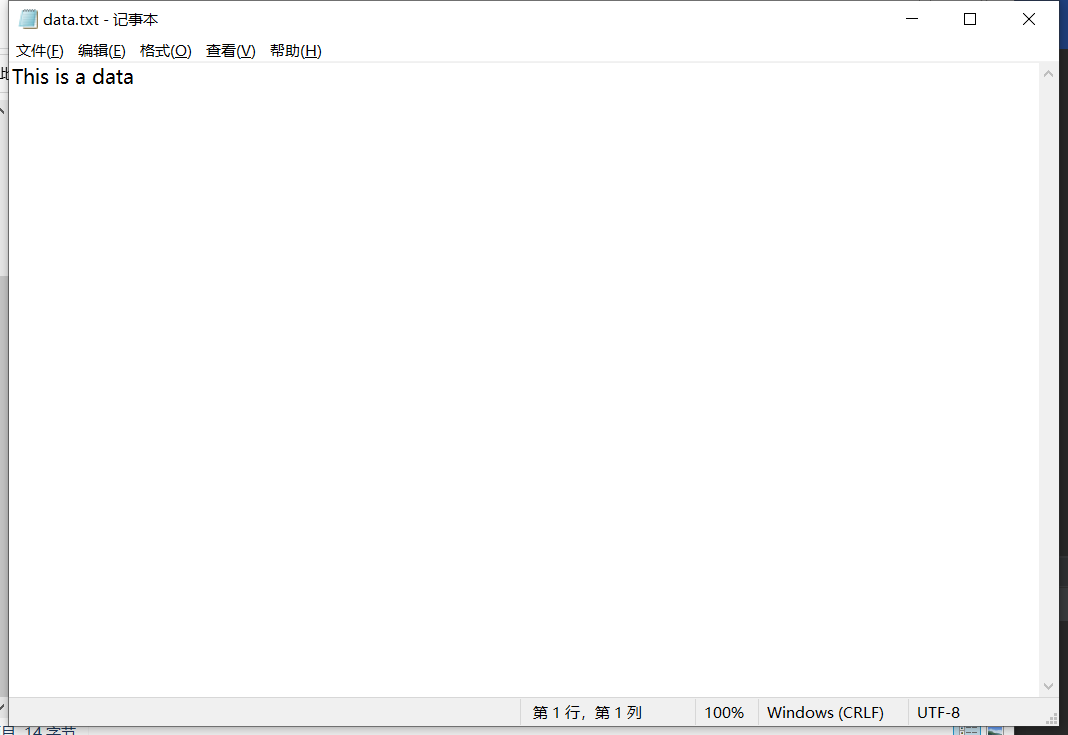 data.txt - 记事本
文件(F) 编辑(E) 格式(O) 查看(V) 帮助(H)
This is a data
第 1 行，第 1 列 100% Windows (CRLF) UTF-8
14 字节